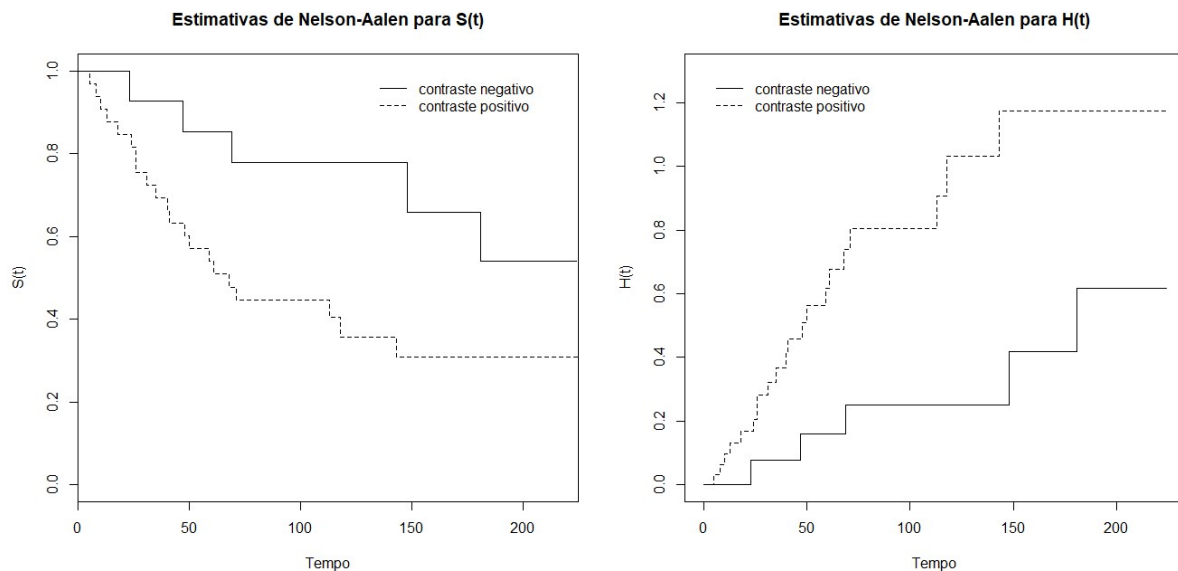 Estimativas de Nelson-Aalen para S(t)
contraste negativo
contraste positivo
1.0
0.8
0.6
0.4
0.2
0.0
S(t)
0 50 100 150 200
Tempo
Estimativas de Nelson-Aalen para H(t)
contraste negativo
contraste positivo
1.2
1.0
0.8
0.6
0.4
0.2
0.0
H(t)
0 50 100 150 200
Tempo